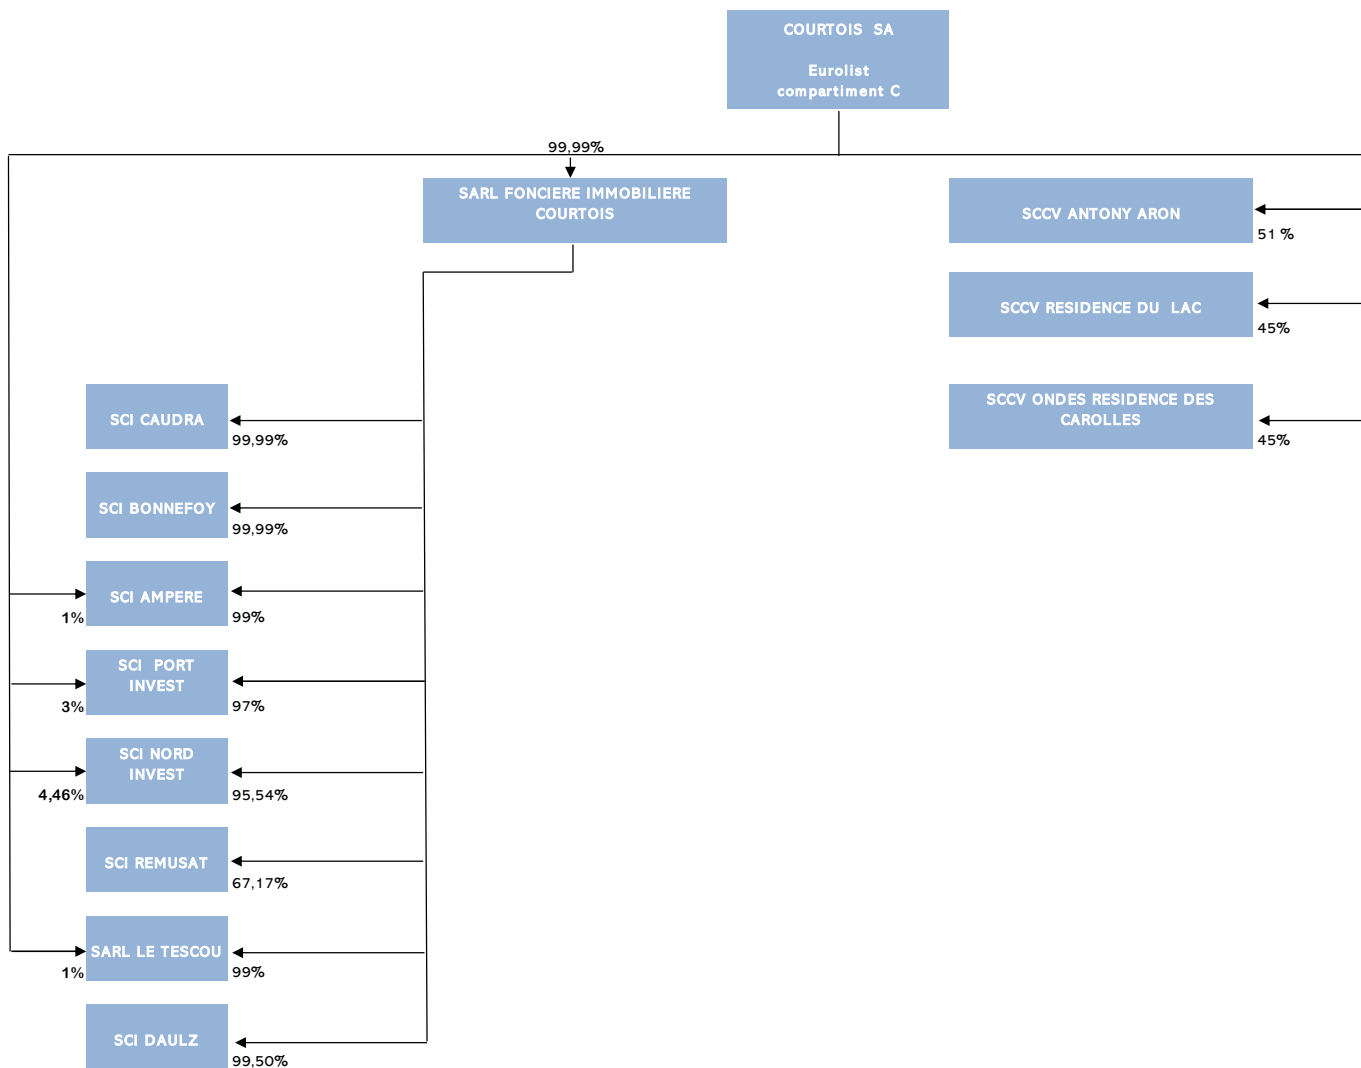 COURTOIS SA
Eurolist
compartiment C
99,99%
SARL FONCIERE IMMOBILIERE
COURTOIS
SCCV ANTONY ARON
51 %
SCCV RESIDENCE DU LAC
45%
SCCV ONDES RESIDENCE DES
CAROLLES
45%
SCI CAUDRA
99,99%
SCI BONNEFOY
99,99%
SCI AMPERE
1%
99%
SCI PORT
INVEST
3%
97%
SCI NORD
INVEST
4,46%
95,54%
SCI REMUSAT
67,17%
SARL LE TESCOU
1%
99%
SCI DAULZ
99,50%